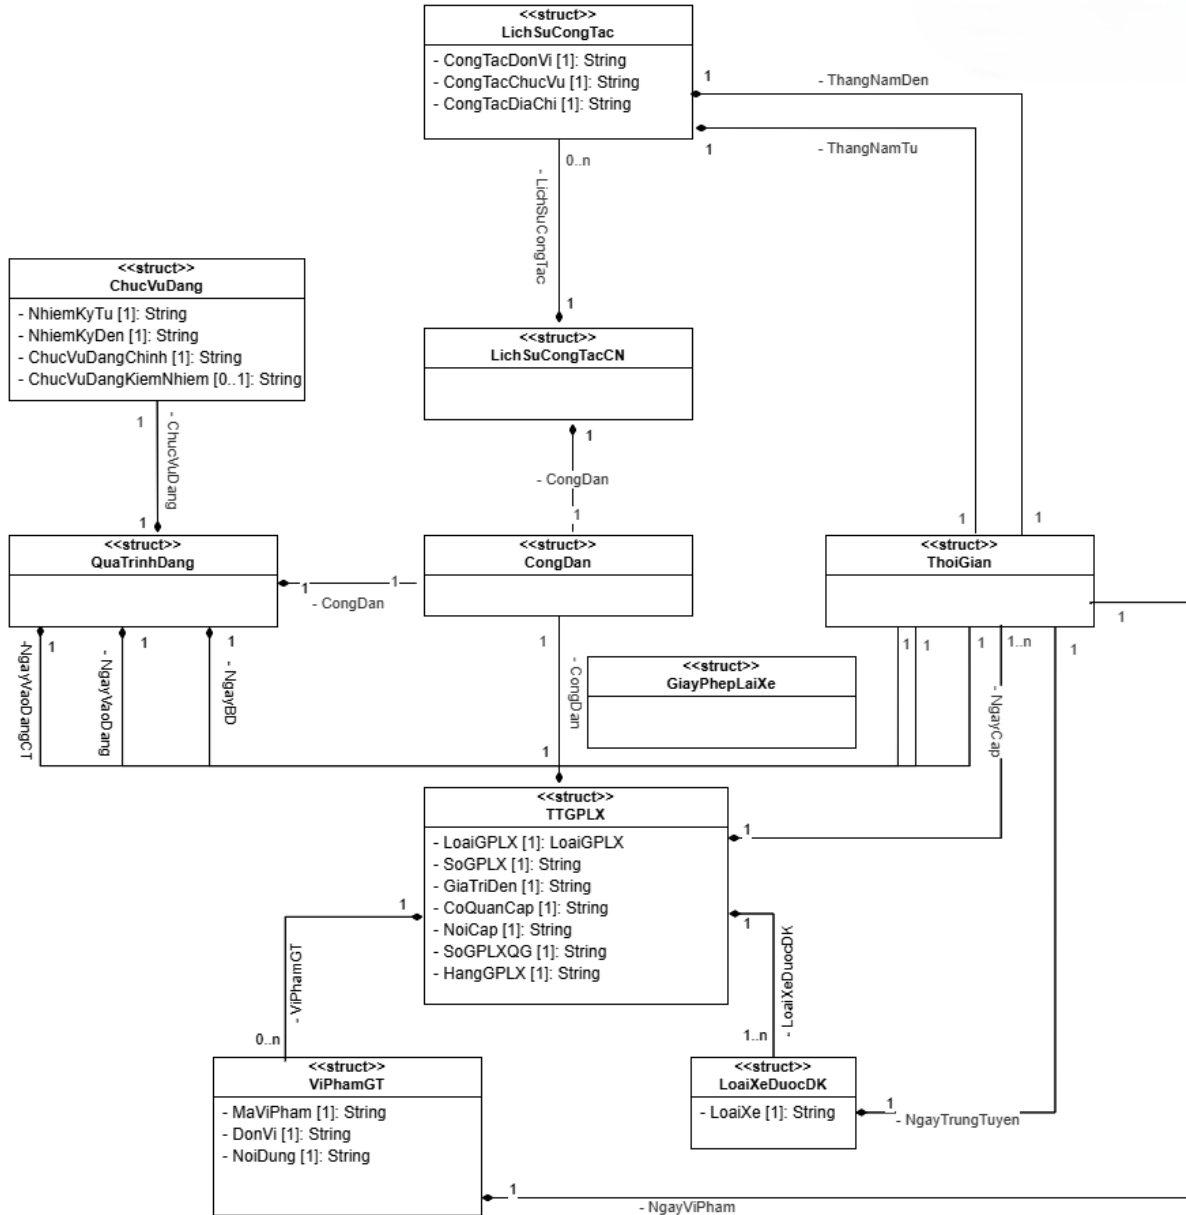 <<struct>>
LichSuCongTac
- CongTacDonVi [1]: String
- CongTacChucVu [1]: String
- CongTacDiaChi [1]: String
1
- ThangNamDen
1
- ThangNamTu
0..n
- LichSuCongTac
1
<<struct>>
ChucVuDang
- NhiemKyTu [1]: String
- NhiemKyDen [1]: String
- ChucVuDangChinh [1]: String
- ChucVuDangKiemNhiem [0..1]: String
<<struct>>
LichSuCongTacCN
1
- ChucVuDang
1
1
- CongDan
1
1
1
<<struct>>
QuaTrinhDang
1
- CongDan
1
<<struct>>
CongDan
<<struct>>
ThoiGian
1
-NgayVaoDangCT
1
- NgayVaoDang
1
- NgayBD
1
1
- CongDan
1
<<struct>>
GiayPhepLaiXe
1
1
1
1..n
- NgayCap
1
<<struct>>
TTGPLX
- LoaiGPLX [1]: LoaiGPLX
- SoGPLX [1]: String
- GiaTriDen [1]: String
- CoQuanCap [1]: String
- NoiCap [1]: String
- SoGPLXQG [1]: String
- HangGPLX [1]: String
1
1
- ViPhamGT
0..n
1
- LoaiXeDuocDK
1..n
<<struct>>
ViPhamGT
- MaViPham [1]: String
- DonVi [1]: String
- NoiDung [1]: String
<<struct>>
LoaiXeDuocDK
- LoaiXe [1]: String
1
- NgayTrungTuyen
1
- NgayViPham